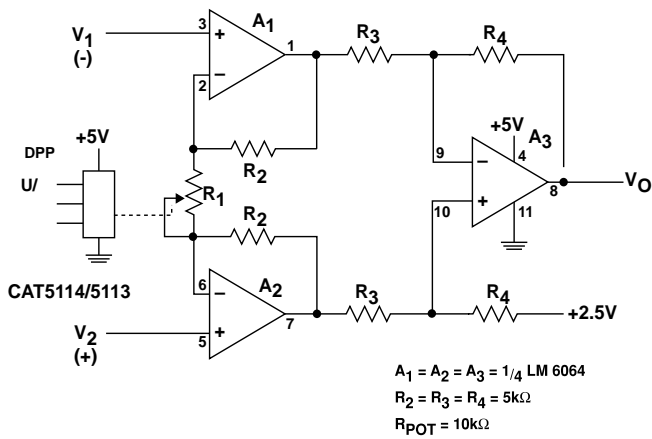 V1
(-)
3
+
A1
1
−
2
R3
R4
R2
DPP
+5V
U/
R1
R2
+5V
A3
9
−
4
10
+
8
VO
11
CAT5114/5113
6
−
A2
7
R3
R4
+2.5V
V2
(+)
5
+
A1 = A2 = A3 = 1/4 LM 6064
R2 = R3 = R4 = 5kΩ
RPOT = 10kΩ